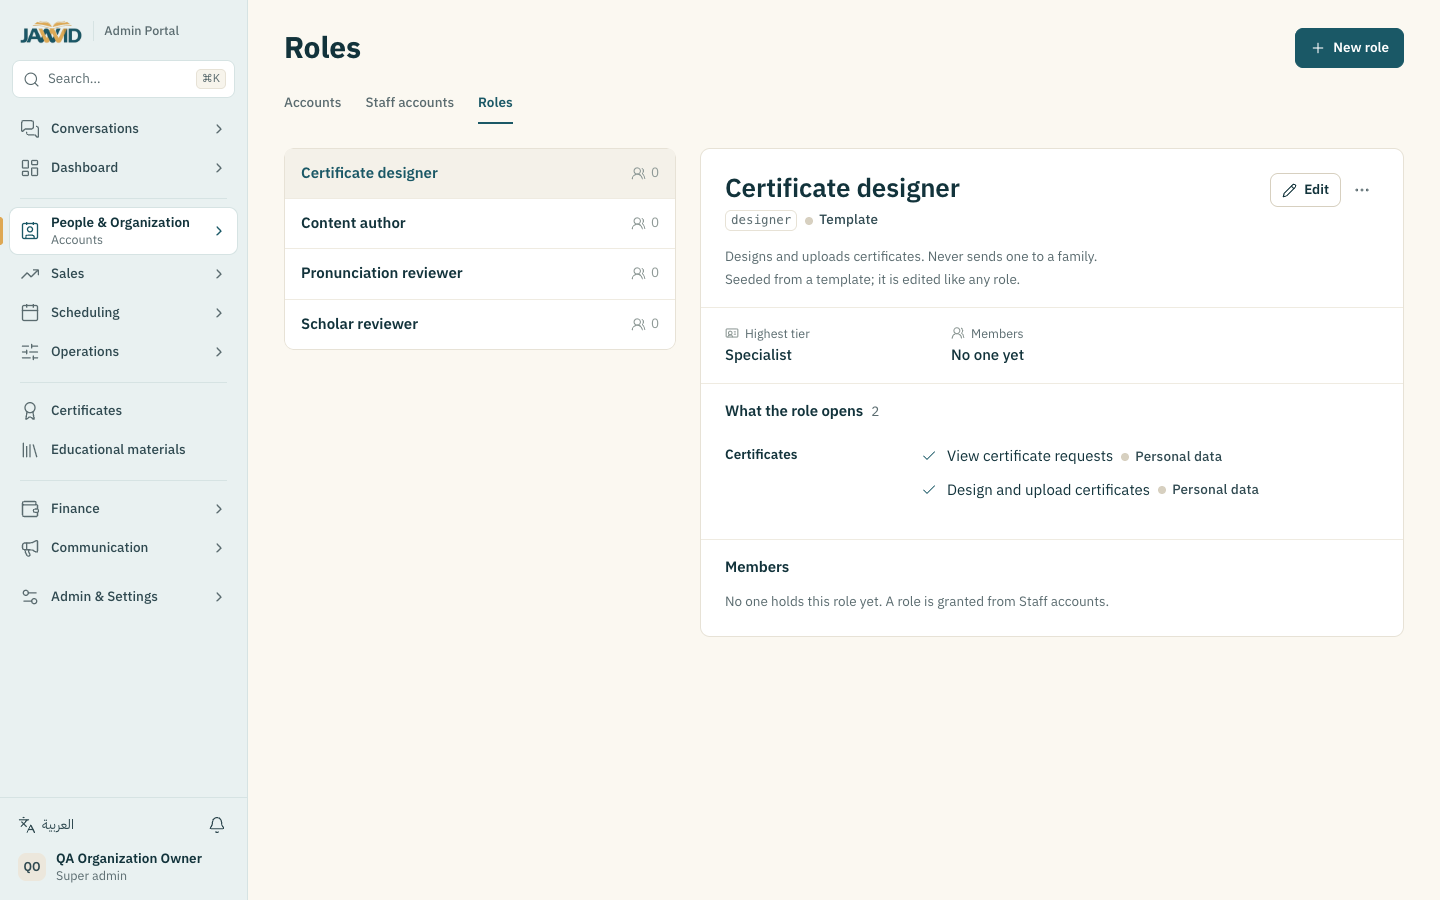 JAWID
Admin Portal
Search...
⌘K
Conversations
Dashboard
People & Organization
Accounts
Sales
Scheduling
Operations
Certificates
Educational materials
Finance
Communication
Admin & Settings
العربية
QO
QA Organization Owner
Super admin
Roles
New role
Accounts
Staff accounts
Roles
Certificate designer 0
Content author 0
Pronunciation reviewer 0
Scholar reviewer 0
Certificate designer
Edit
designer
Template
Designs and uploads certificates. Never sends one to a family.
Seeded from a template; it is edited like any role.
Highest tier
Specialist
Members
No one yet
What the role opens 2
Certificates
View certificate requests
Personal data
Design and upload certificates
Personal data
Members
No one holds this role yet. A role is granted from Staff accounts.